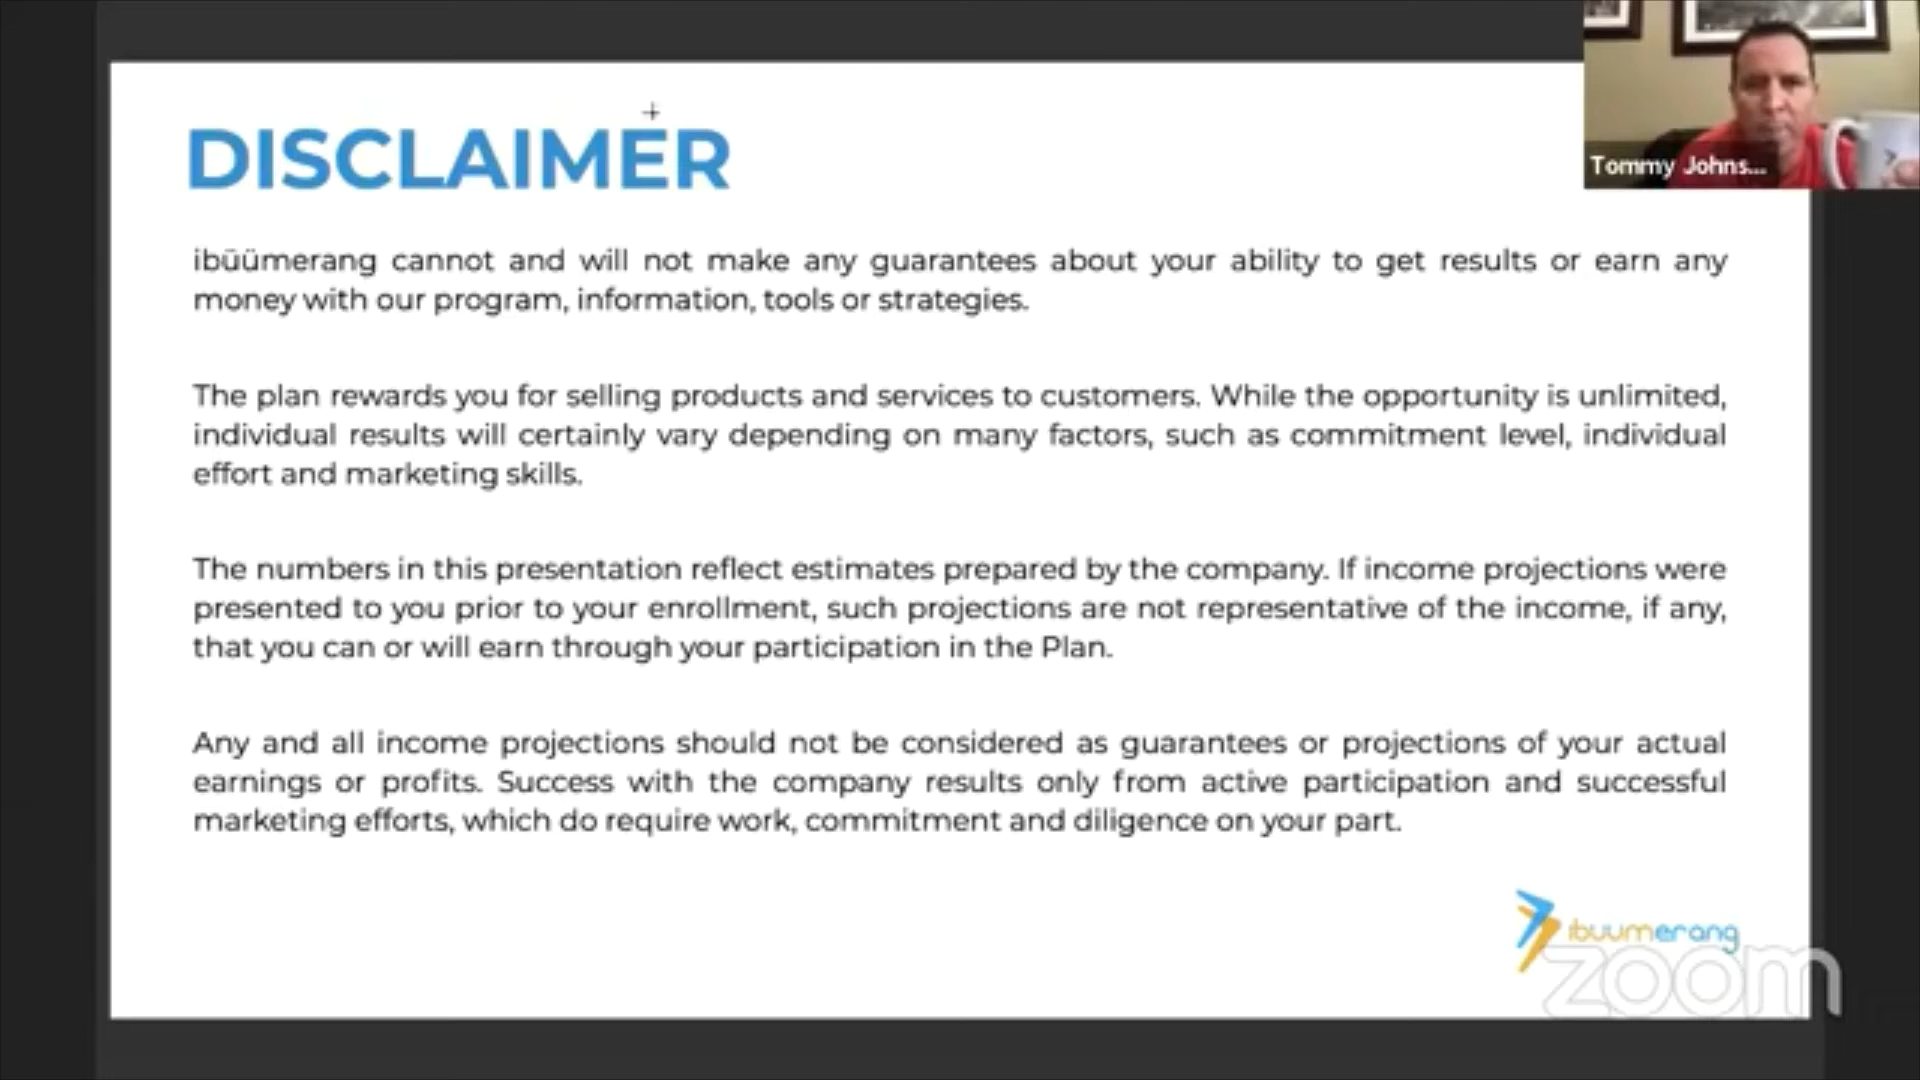 DISCLAIMER
Tommy Johns...
ibüümerang cannot and will not make any guarantees about your ability to get results or earn any
money with our program, information, tools or strategies.
The plan rewards you for selling products and services to customers. While the opportunity is unlimited,
individual results will certainly vary depending on many factors, such as commitment level, individual
effort and marketing skills.
The numbers in this presentation reflect estimates prepared by the company. If income projections were
presented to you prior to your enrollment, such projections are not representative of the income, if any,
that you can or will earn through your participation in the Plan.
Any and all income projections should not be considered as guarantees or projections of your actual
earnings or profits. Success with the company results only from active participation and successful
marketing efforts, which do require work, commitment and diligence on your part.
ibuumerang
zoom